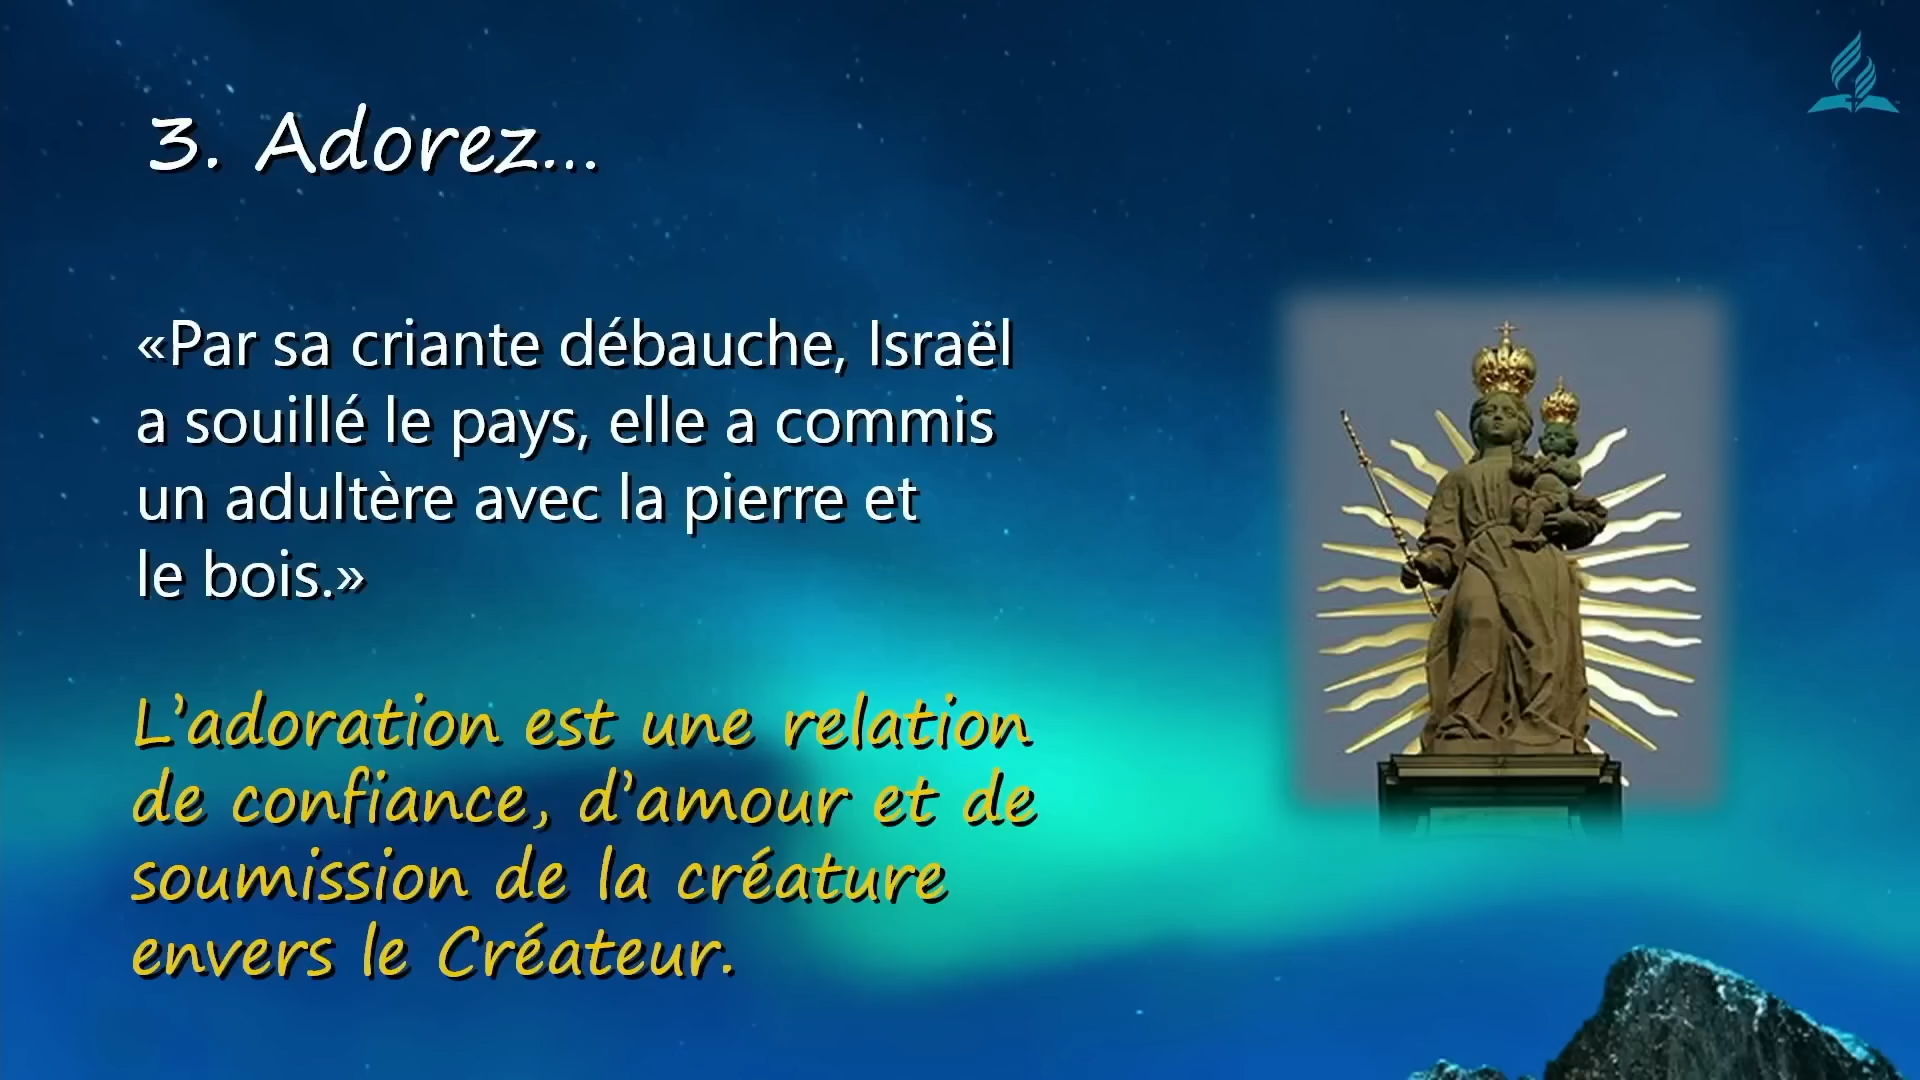 3. Adorez...
«Par sa criante débauche, Israël
a souillé le pays, elle a commis
un adultère avec la pierre et
le bois.»
L’adoration est une relation
de confiance, d’amour et de
soumission de la créature
envers le Créateur.